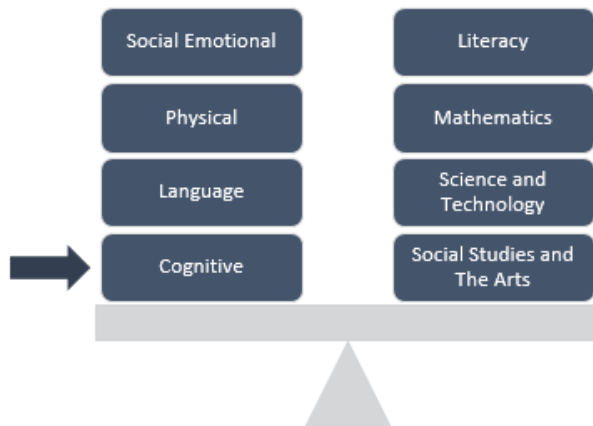 Social Emotional
Physical
Language
Cognitive
Literacy
Mathematics
Science and
Technology
Social Studies and
The Arts